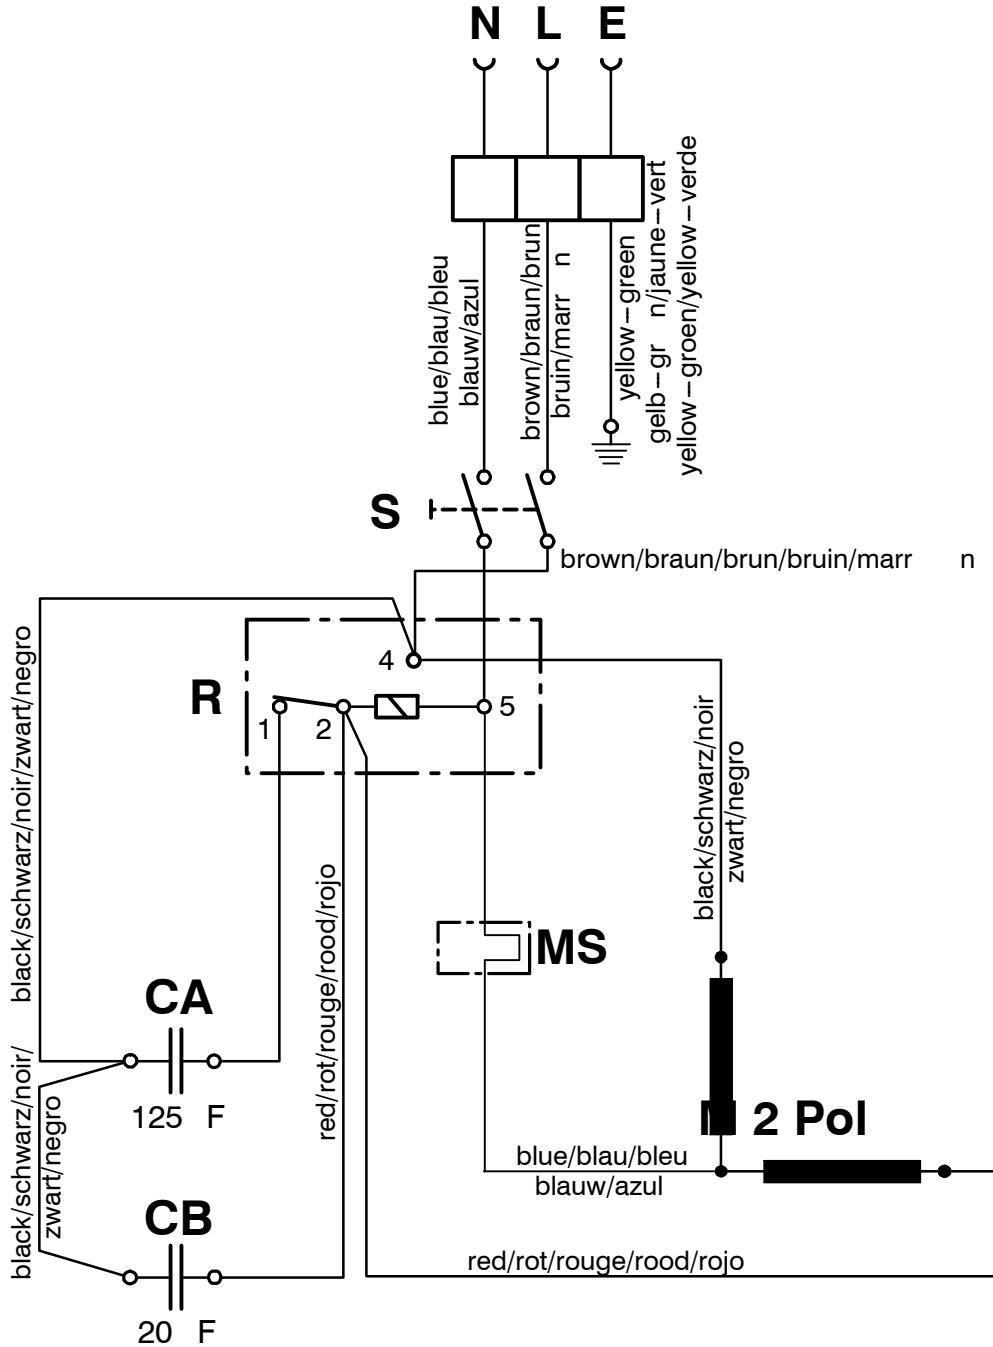 N L E
blue/blau/bleu
blauw/azul
brown/braun/brun
bruin/marr n
yellow-green
gelb-gr n/jaune-vert
yellow-groen/yellow-verde
S
brown/braun/brun/bruin/marr n
4
R
5
1
2
black/schwarz/noir/zwart/negro
black/schwarz/noir
zwart/negro
red/rot/rouge/rood/rojo
MS
CA
125 F
black/schwarz/noir/
zwart/negro
M 2 Pol
blue/blau/bleu
blauw/azul
CB
red/rot/rouge/rood/rojo
20 F